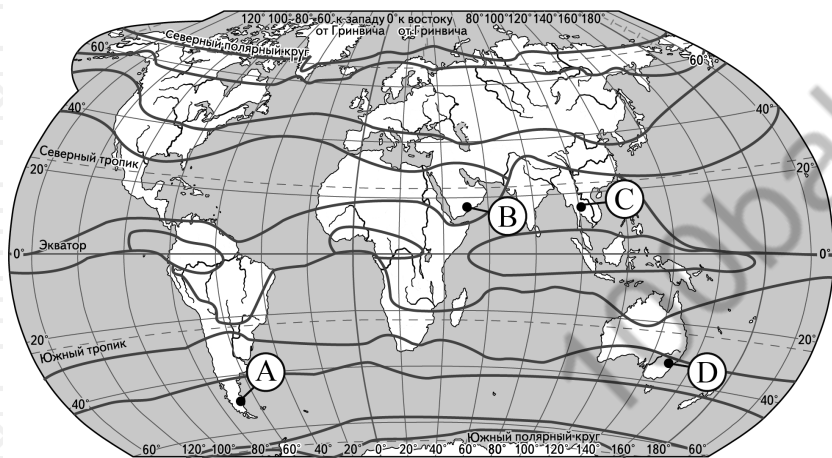 120° 100° 80° 60° к западу 0° к востоку 80° 100° 120° 140° 160° 180°
от Гринвича от Гринвича
Северный полярный круг
60° 60°
40° 40°
Северный тропик
20° 20°
B C
Экватор
0° 0°
20° 20°
Южный тропик
A D
40° 40°
Южный полярный круг
60° 120° 100° 80° 60° 40° 20° 0° 20° 40° 60° 80° 100° 120° 140° 160° 180° 60°
100bal